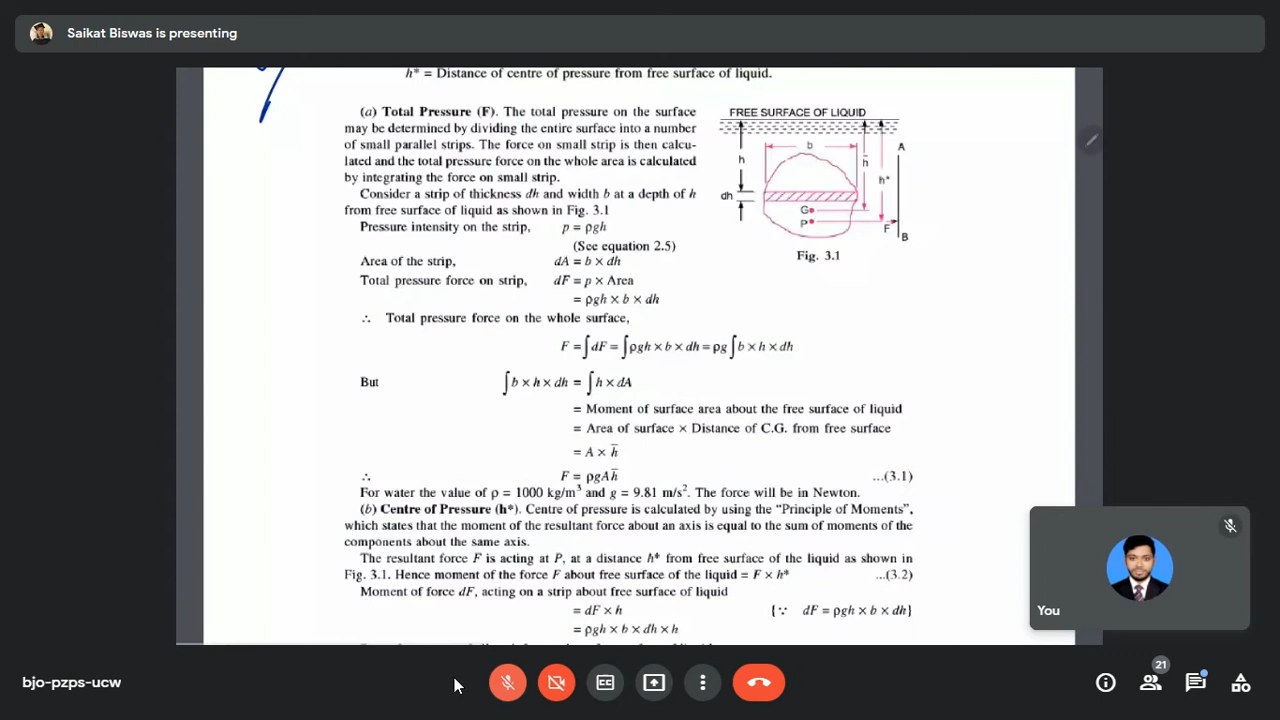 Saikat Biswas is presenting
h* = Distance of centre of pressure from free surface of liquid.
(a) Total Pressure (F). The total pressure on the surface
may be determined by dividing the entire surface into a number
of small parallel strips. The force on small strip is then calcu-
lated and the total pressure force on the whole area is calculated
by integrating the force on small strip.
Consider a strip of thickness dh and width b at a depth of h
from free surface of liquid as shown in Fig. 3.1
Pressure intensity on the strip, p = ρgh
(See equation 2.5)
Area of the strip, dA = b × dh
Total pressure force on strip, dF = p × Area
= ρgh × b × dh
FREE SURFACE OF LIQUID
b
h
h̄
h*
A
dh
G
P
F
B
Fig. 3.1
∴ Total pressure force on the whole surface,
F = ∫dF = ∫ρgh × b × dh = ρg ∫b × h × dh
But ∫b × h × dh = ∫h × dA
= Moment of surface area about the free surface of liquid
= Area of surface × Distance of C.G. from free surface
= A × h̄
∴ F = ρgAh̄ ...(3.1)
For water the value of ρ = 1000 kg/m³ and g = 9.81 m/s². The force will be in Newton.
(b) Centre of Pressure (h*). Centre of pressure is calculated by using the “Principle of Moments”,
which states that the moment of the resultant force about an axis is equal to the sum of moments of the
components about the same axis.
The resultant force F is acting at P, at a distance h* from free surface of the liquid as shown in
Fig. 3.1. Hence moment of the force F about free surface of the liquid = F × h* ...(3.2)
Moment of force dF, acting on a strip about free surface of liquid
= dF × h {∵ dF = ρgh × b × dh}
= ρgh × b × dh × h
You
bjo-pzps-ucw
CC
21